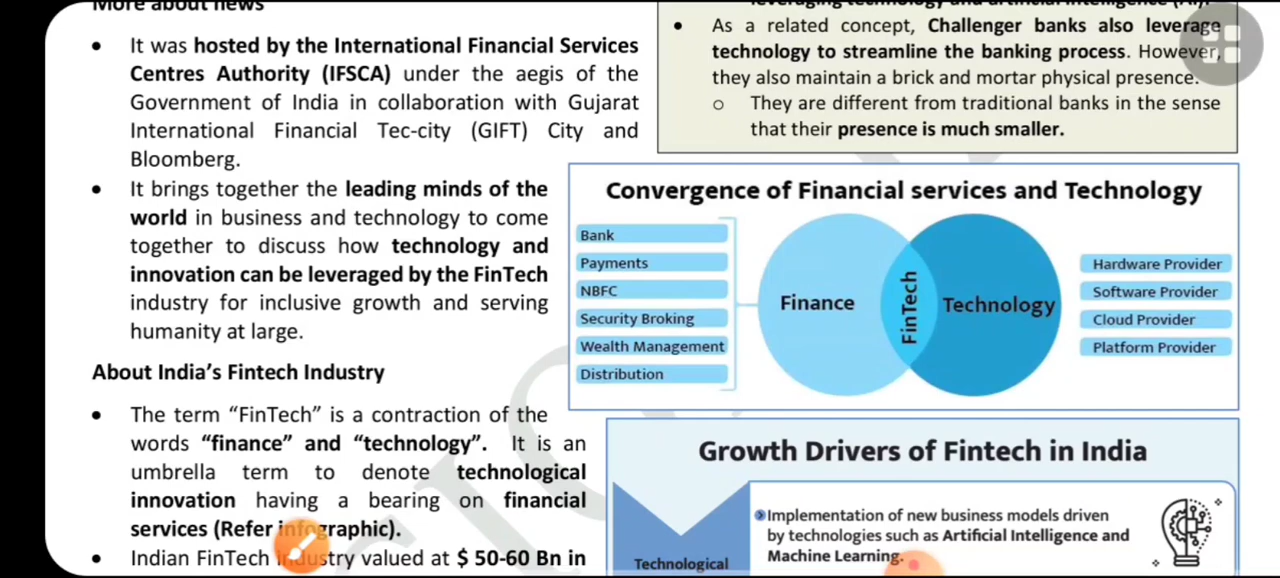 More about news
• It was hosted by the International Financial Services
Centres Authority (IFSCA) under the aegis of the
Government of India in collaboration with Gujarat
International Financial Tec-city (GIFT) City and
Bloomberg.
• It brings together the leading minds of the
world in business and technology to come
together to discuss how technology and
innovation can be leveraged by the FinTech
industry for inclusive growth and serving
humanity at large.
About India's Fintech Industry
• The term "FinTech" is a contraction of the
words "finance" and "technology". It is an
umbrella term to denote technological
innovation having a bearing on financial
services (Refer infographic).
• Indian FinTech industry valued at $ 50-60 Bn in
leveraging technology and artificial intelligence (AI).
• As a related concept, Challenger banks also leverage
technology to streamline the banking process. However,
they also maintain a brick and mortar physical presence.
o They are different from traditional banks in the sense
that their presence is much smaller.
Convergence of Financial services and Technology
Bank
Payments
NBFC
Security Broking
Wealth Management
Distribution
Finance
FinTech
Technology
Hardware Provider
Software Provider
Cloud Provider
Platform Provider
Growth Drivers of Fintech in India
Technological
Implementation of new business models driven
by technologies such as Artificial Intelligence and
Machine Learning.